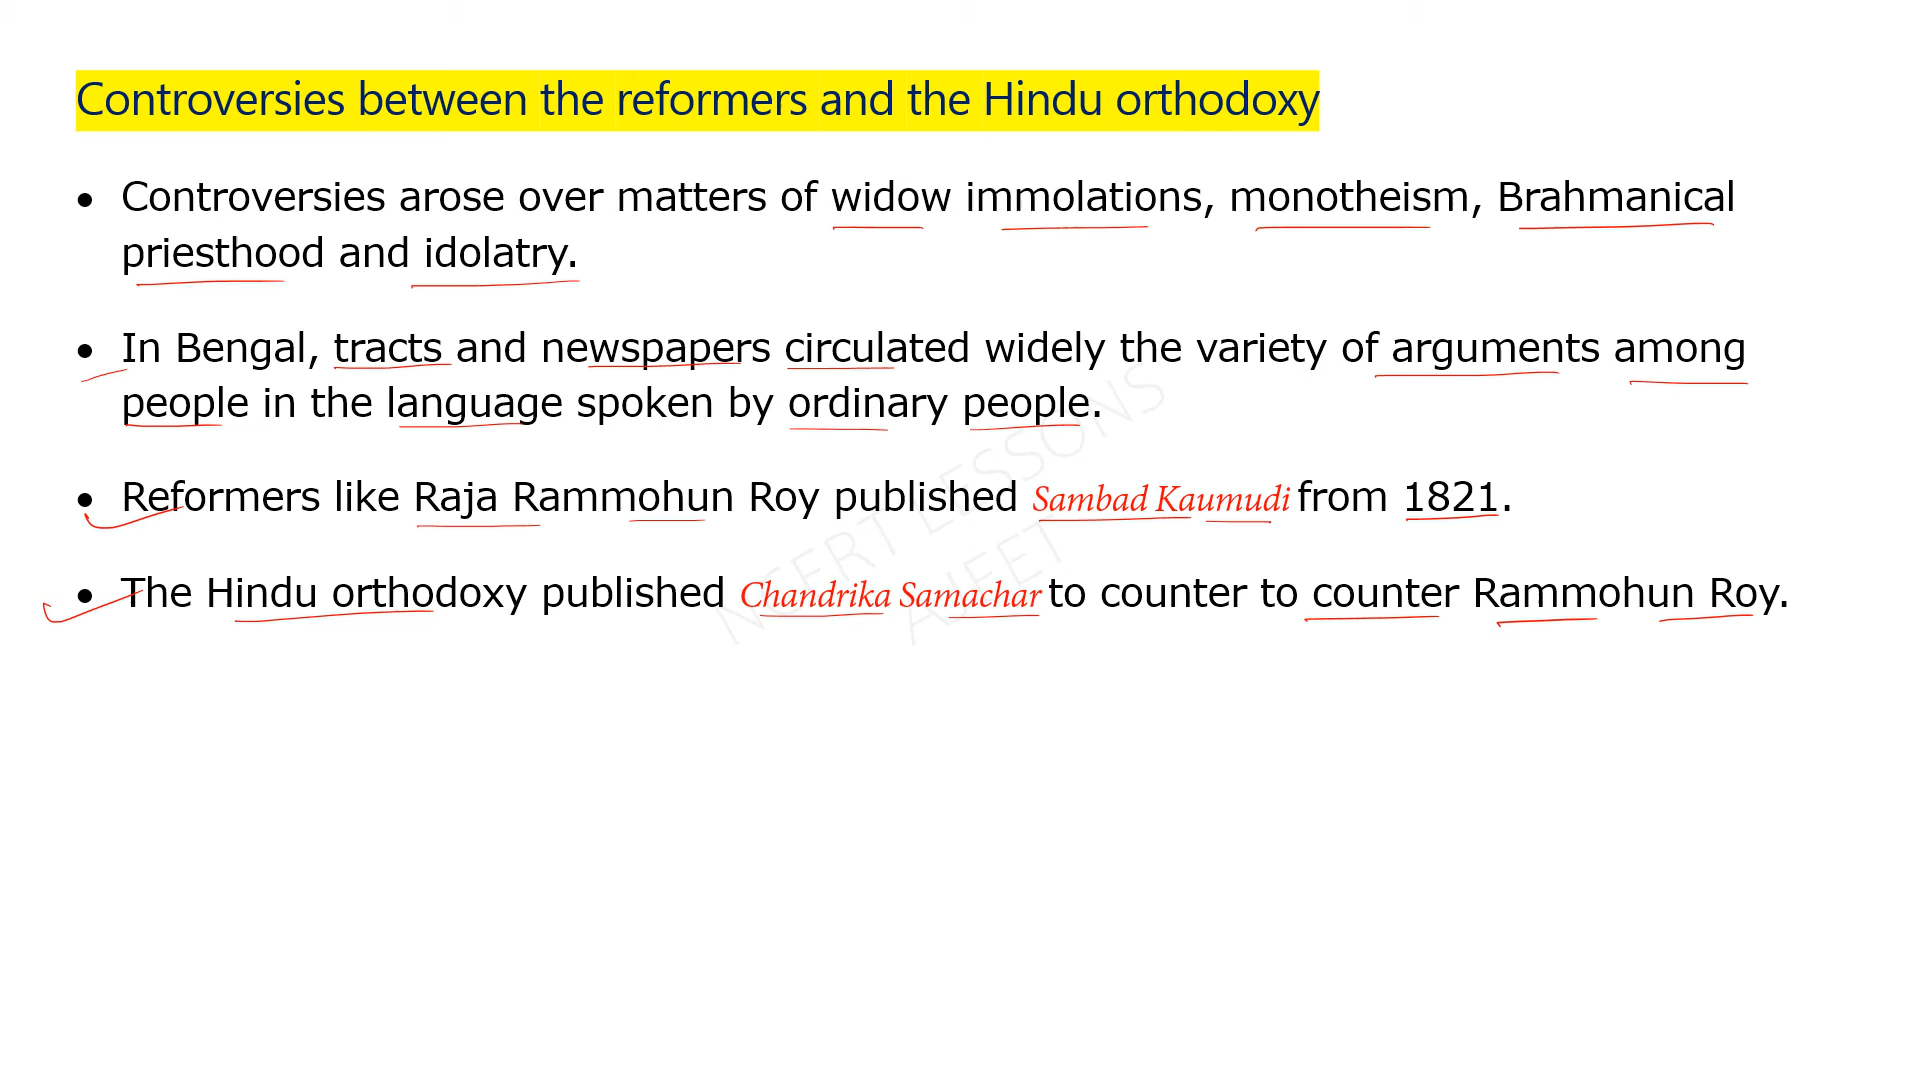 Controversies between the reformers and the Hindu orthodoxy
• Controversies arose over matters of widow immolations, monotheism, Brahmanical
priesthood and idolatry.
• In Bengal, tracts and newspapers circulated widely the variety of arguments among
people in the language spoken by ordinary people.
• Reformers like Raja Rammohun Roy published Sambad Kaumudi from 1821.
• The Hindu orthodoxy published Chandrika Samachar to counter to counter Rammohun Roy.
NCERT LESSONS
AJEET